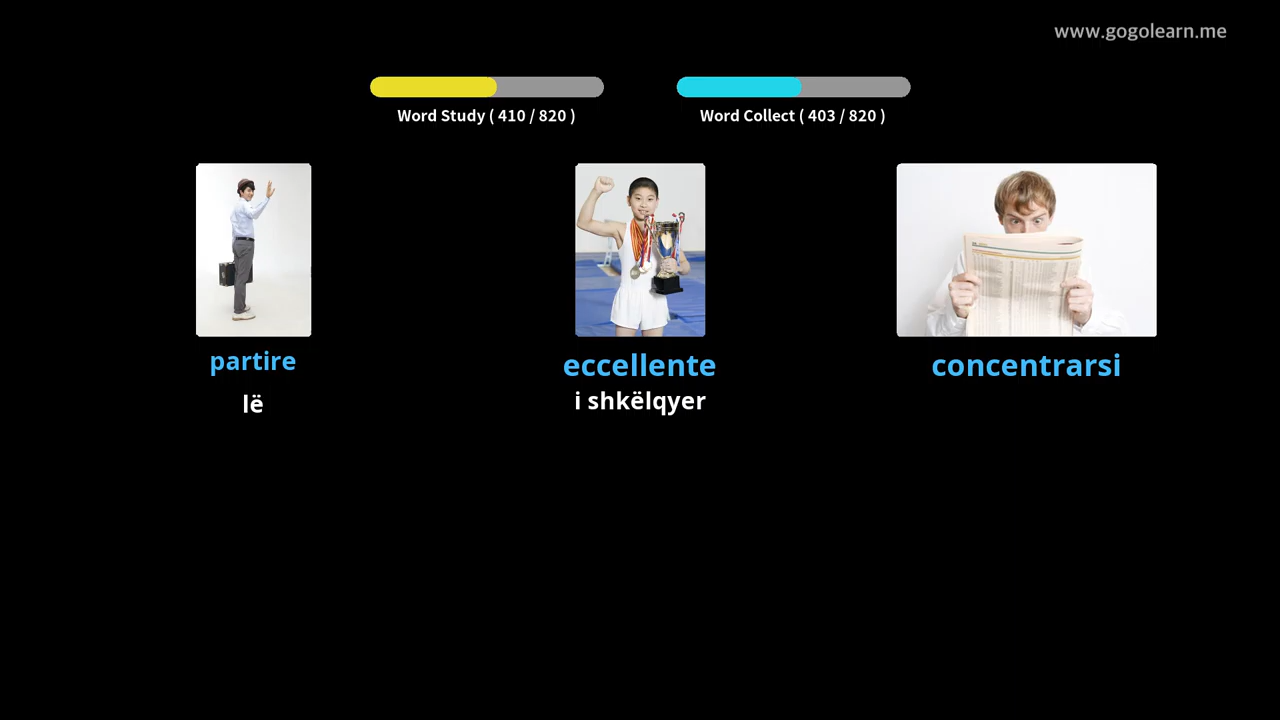 www.gogolearn.me
Word Study ( 410 / 820 )
Word Collect ( 403 / 820 )
partire
lë
eccellente
i shkëlqyer
concentrarsi